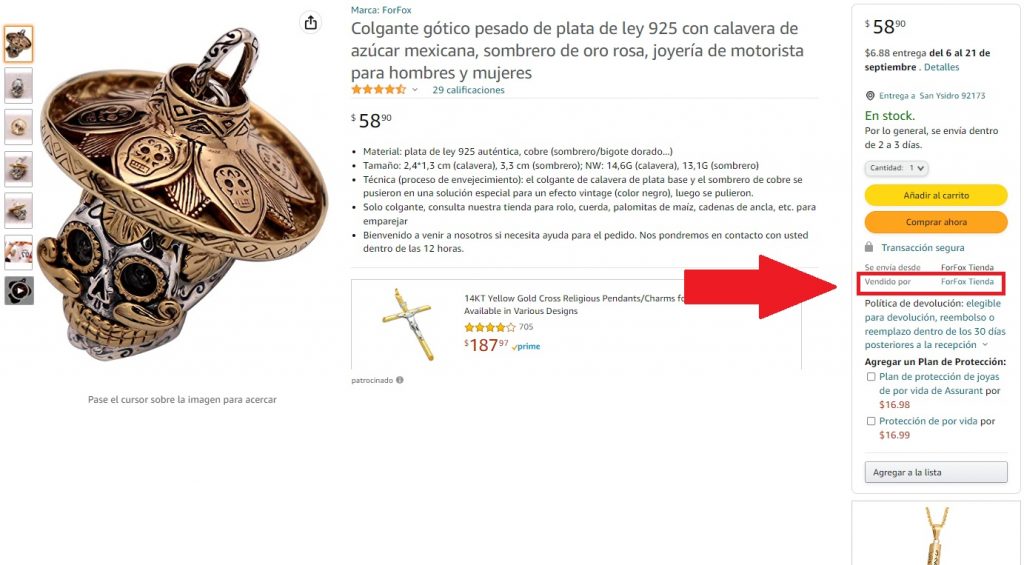 Marca: ForFox
Colgante gótico pesado de plata de ley 925 con calavera de
azúcar mexicana, sombrero de oro rosa, joyería de motorista
para hombres y mujeres
29 calificaciones
$58⁹⁰
• Material: plata de ley 925 auténtica, cobre (sombrero/bigote dorado...)
• Tamaño: 2,4*1,3 cm (calavera), 3,3 cm (sombrero); NW: 14,6G (calavera), 13,1G (sombrero)
• Técnica (proceso de envejecimiento): el colgante de calavera de plata base y el sombrero de cobre se
pusieron en una solución especial para un efecto vintage (color negro), luego se pulieron.
• Solo colgante, consulta nuestra tienda para rolo, cuerda, palomitas de maíz, cadenas de ancla, etc. para
emparejar
• Bienvenido a venir a nosotros si necesita ayuda para el pedido. Nos pondremos en contacto con usted
dentro de las 12 horas.
14KT Yellow Gold Cross Religious Pendants/Charms fo
Available in Various Designs
705
$187⁹⁷ prime
patrocinado
Pase el cursor sobre la imagen para acercar
$58⁹⁰
$6.88 entrega del 6 al 21 de
septiembre . Detalles
Entrega a San Ysidro 92173
En stock.
Por lo general, se envía dentro
de 2 a 3 días.
Cantidad: 1
Añadir al carrito
Comprar ahora
Transacción segura
Se envía desde ForFox Tienda
Vendido por ForFox Tienda
Política de devolución: elegible
para devolución, reembolso o
reemplazo dentro de los 30 días
posteriores a la recepción
Agregar un Plan de Protección:
Plan de protección de joyas
de por vida de Assurant por
$16.98
Protección de por vida por
$16.99
Agregar a la lista